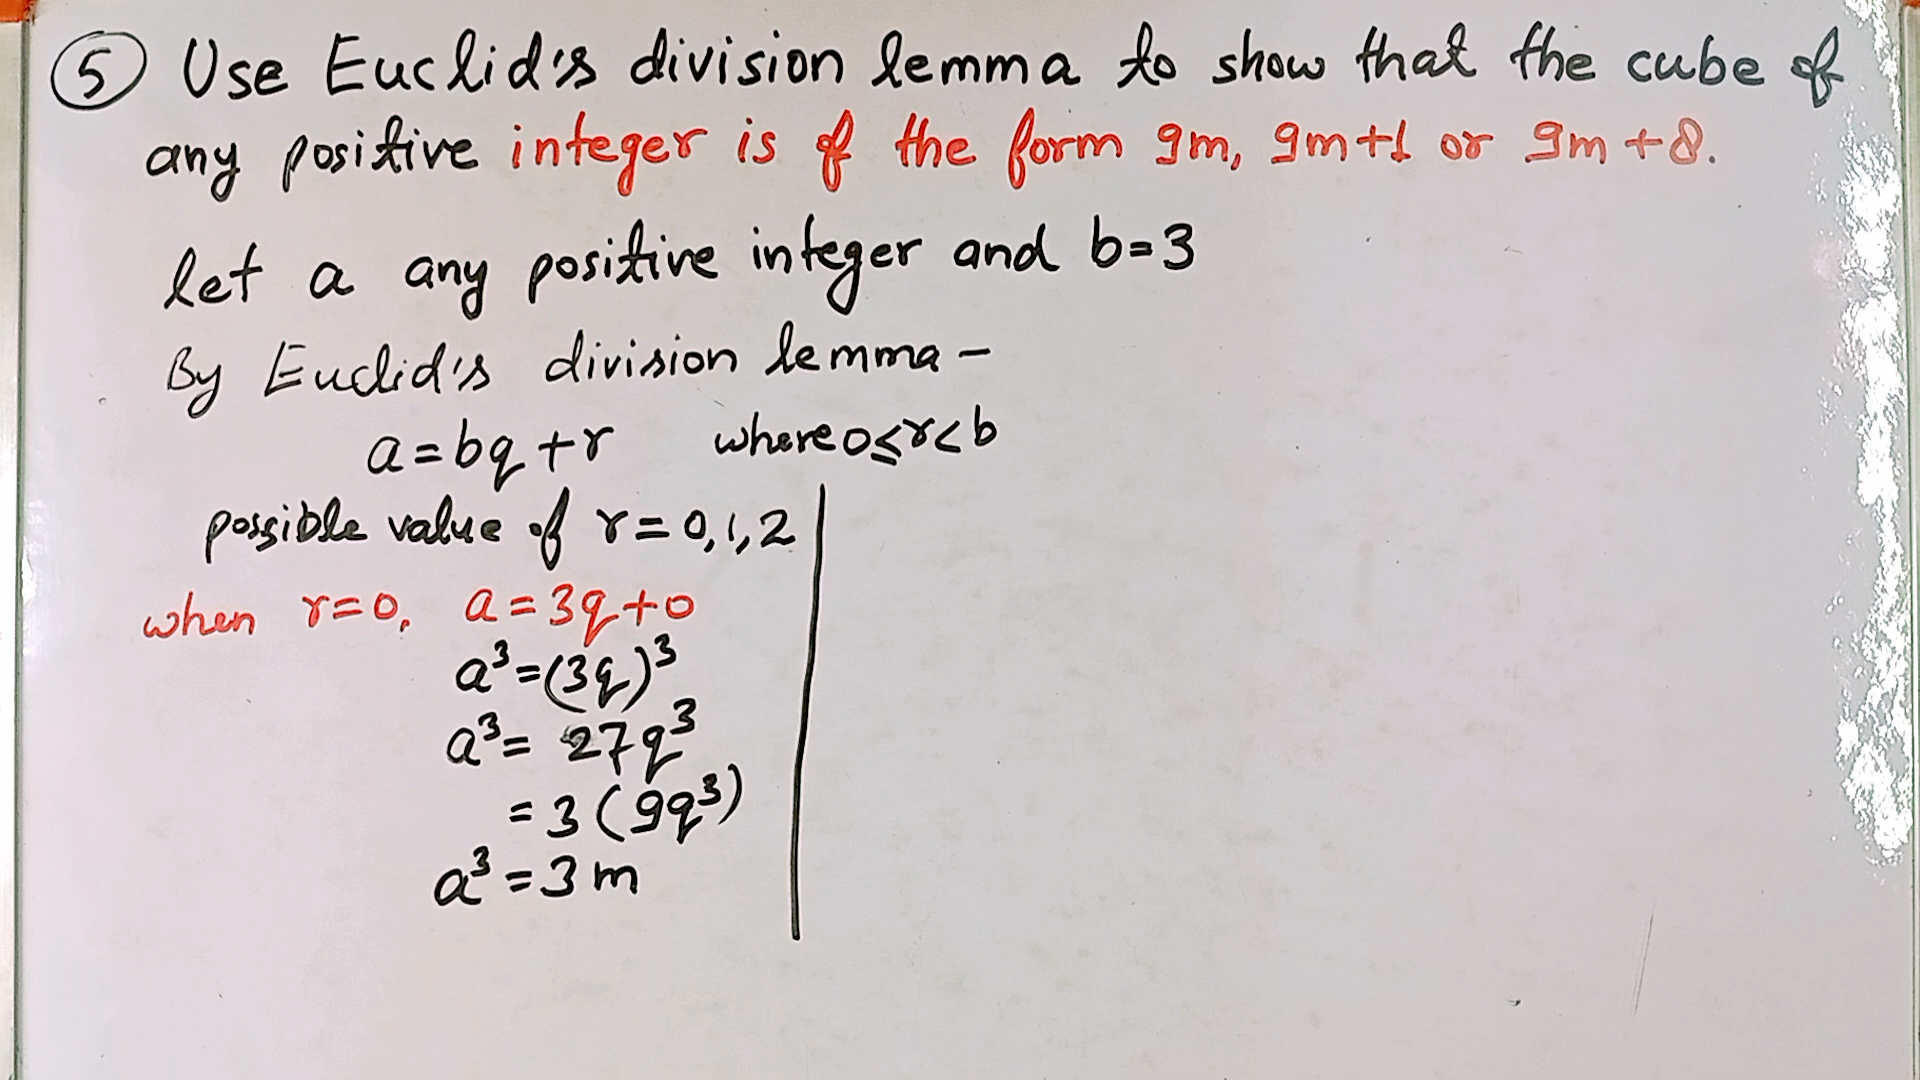 ⑤ Use Euclid's division lemma to show that the cube of
any positive integer is of the form 9m, 9m+1 or 9m+8.
let a any positive integer and b=3
By Euclid's division lemma –
a=bq+r where 0≤r<b
possible value of r=0,1,2
when r=0, a=3q+0
a³=(3q)³
a³= 27q³
=3(9q³)
a³=3m